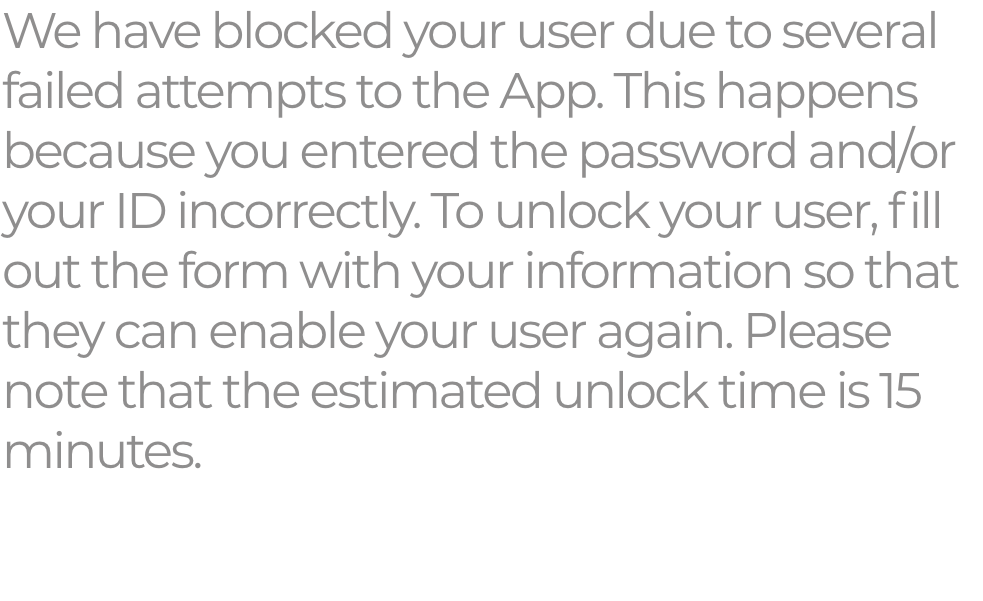 We have blocked your user due to several
failed attempts to the App. This happens
because you entered the password and/or
your ID incorrectly. To unlock your user, fill
out the form with your information so that
they can enable your user again. Please
note that the estimated unlock time is 15
minutes.